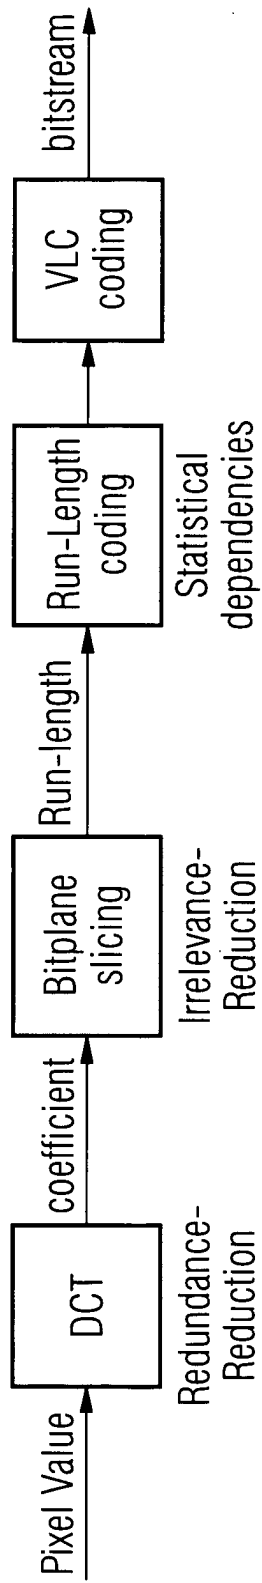 Pixel Value
DCT
Redundance-
Reduction
coefficient
Bitplane
slicing
Irrelevance-
Reduction
Run-length
Run-Length
coding
Statistical
dependencies
VLC
coding
bitstream